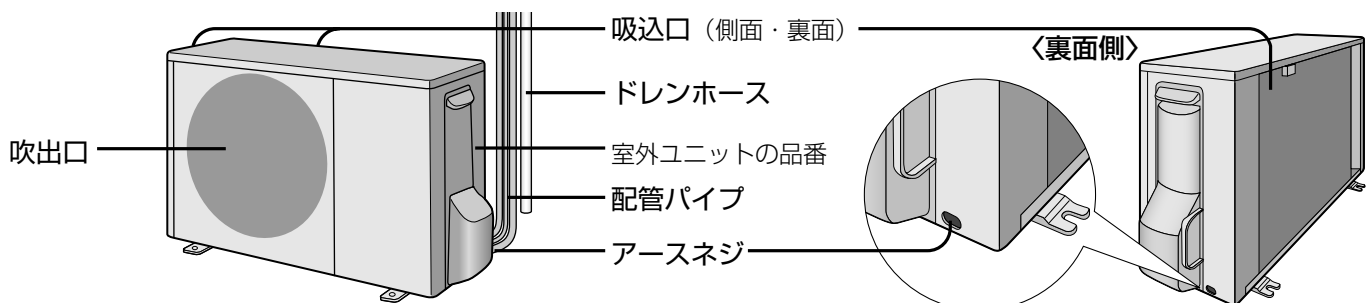 吸込口（側面・裏面）
〈裏面側〉
ドレンホース
吹出口
室外ユニットの品番
配管パイプ
アースネジ